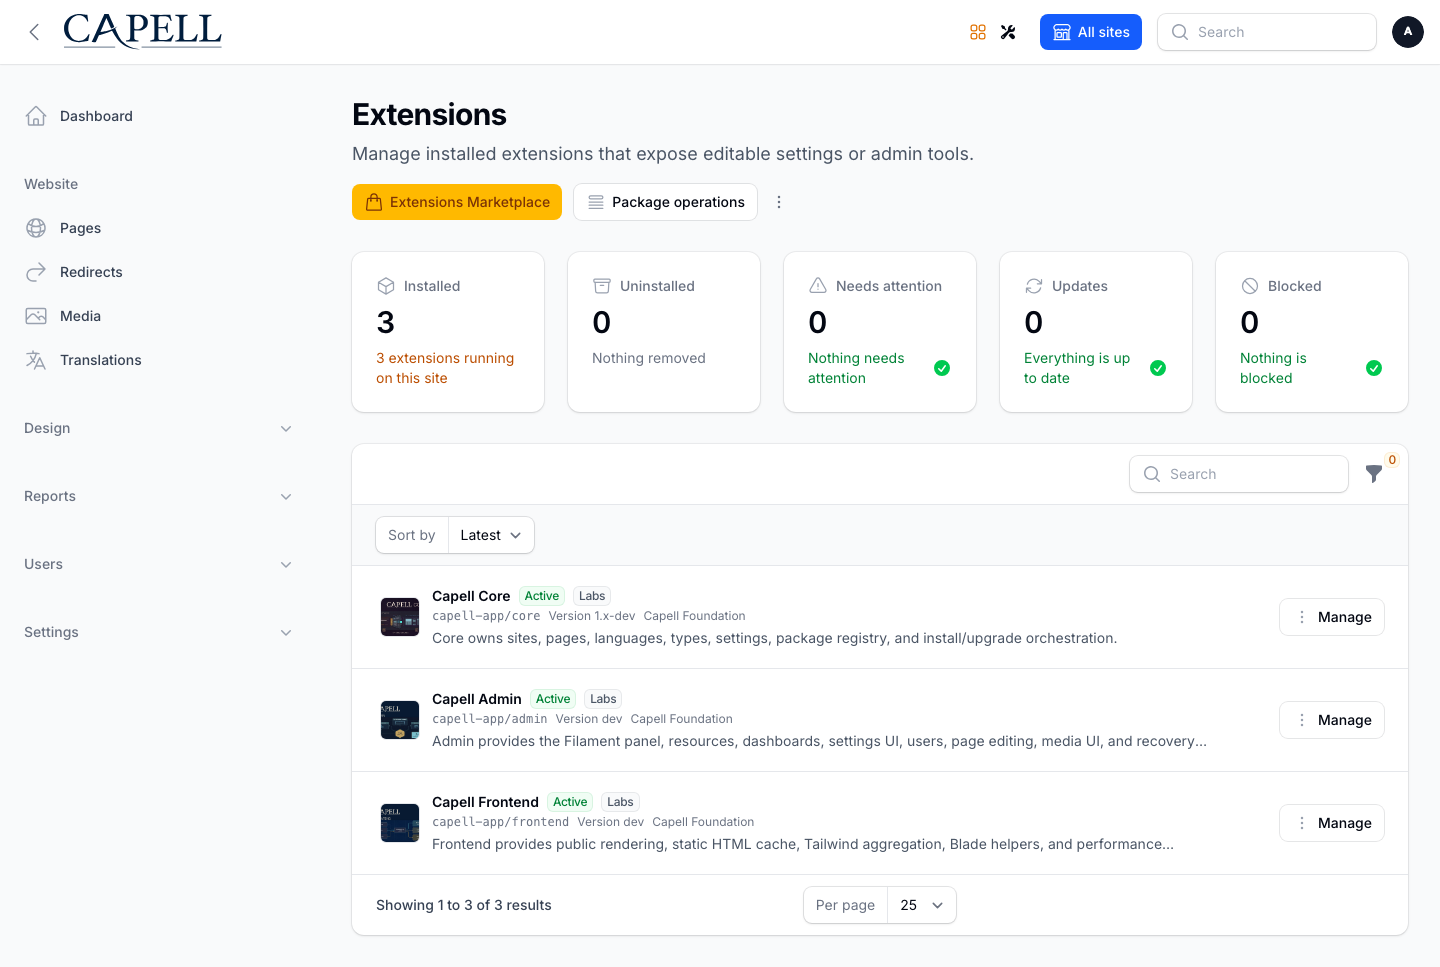 CAPELL
All sites
Search
A
Dashboard
Website
Pages
Redirects
Media
Translations
Design
Reports
Users
Settings
Extensions
Manage installed extensions that expose editable settings or admin tools.
Extensions Marketplace
Package operations
Installed
3
3 extensions running
on this site
Uninstalled
0
Nothing removed
Needs attention
0
Nothing needs
attention
Updates
0
Everything is up
to date
Blocked
0
Nothing is
blocked
Search
0
Sort by
Latest
CAPELL
Capell Core Active Labs
capell-app/core Version 1.x-dev Capell Foundation
Core owns sites, pages, languages, types, settings, package registry, and install/upgrade orchestration.
Manage
APELL
Capell Admin Active Labs
capell-app/admin Version dev Capell Foundation
Admin provides the Filament panel, resources, dashboards, settings UI, users, page editing, media UI, and recovery...
Manage
APELL
Capell Frontend Active Labs
capell-app/frontend Version dev Capell Foundation
Frontend provides public rendering, static HTML cache, Tailwind aggregation, Blade helpers, and performance...
Manage
Showing 1 to 3 of 3 results
Per page
25